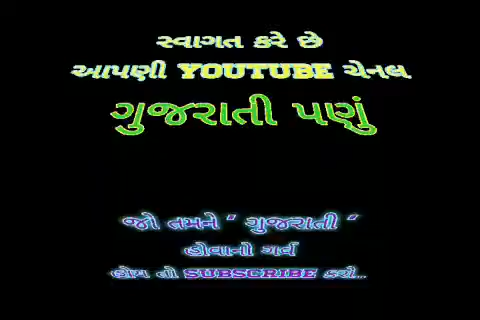 સ્વાગત કરે છે
આપણી YOUTUBE ચેનલ
ગુજરાતી પણું
જો તમને " ગુજરાતી "
હોવાનો ગર્વ
હોય તો SUBSCRIBE કરો...